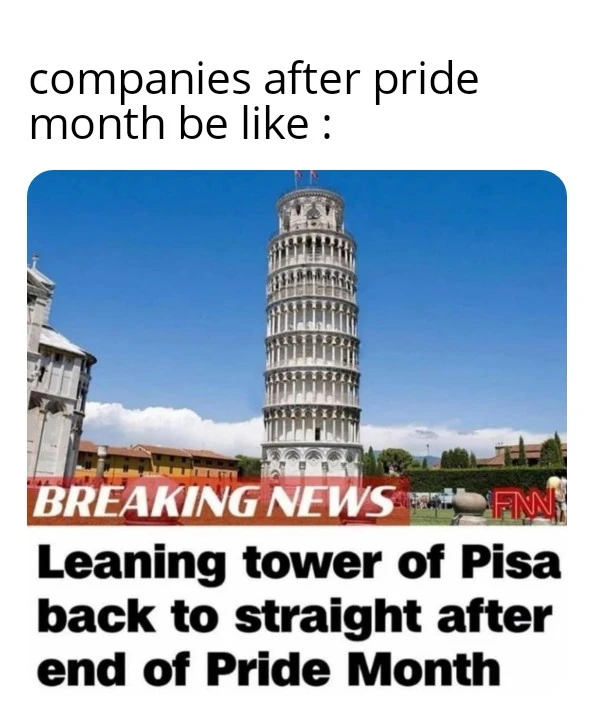 companies after pride
month be like :
BREAKING NEWS
FNN
Leaning tower of Pisa
back to straight after
end of Pride Month